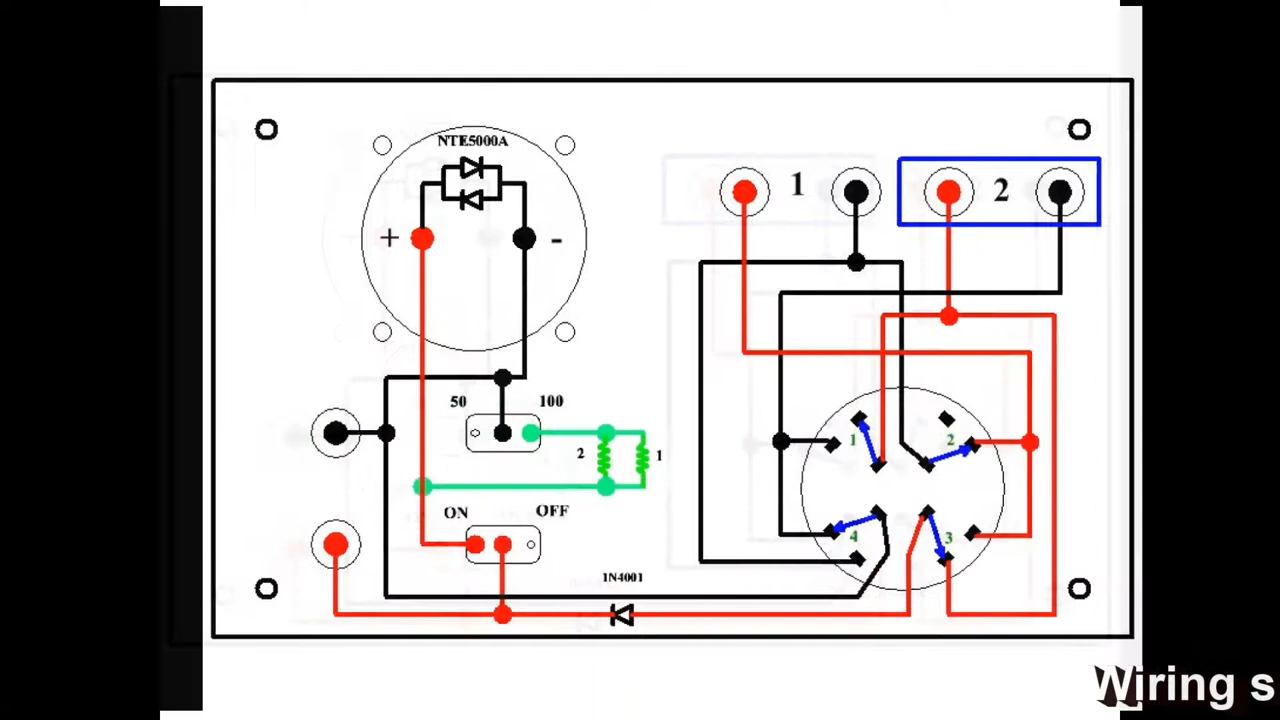 NTE5000A
+ -
1 2
50 100
2 1
ON OFF
1 2
4 3
1N4001
Wiring s